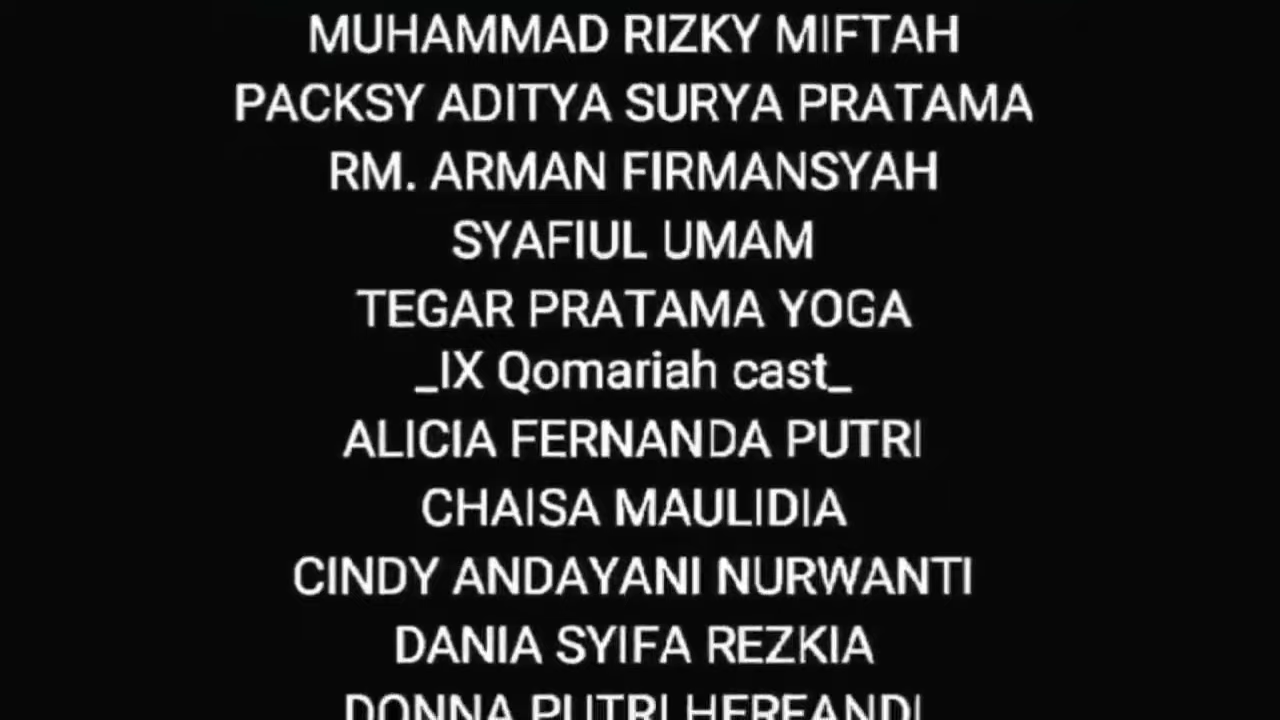 MUHAMMAD RIZKY MIFTAH
PACKSY ADITYA SURYA PRATAMA
RM. ARMAN FIRMANSYAH
SYAFIUL UMAM
TEGAR PRATAMA YOGA
_IX Qomariah cast_
ALICIA FERNANDA PUTRI
CHAISA MAULIDIA
CINDY ANDAYANI NURWANTI
DANIA SYIFA REZKIA
DONNA PUTRI